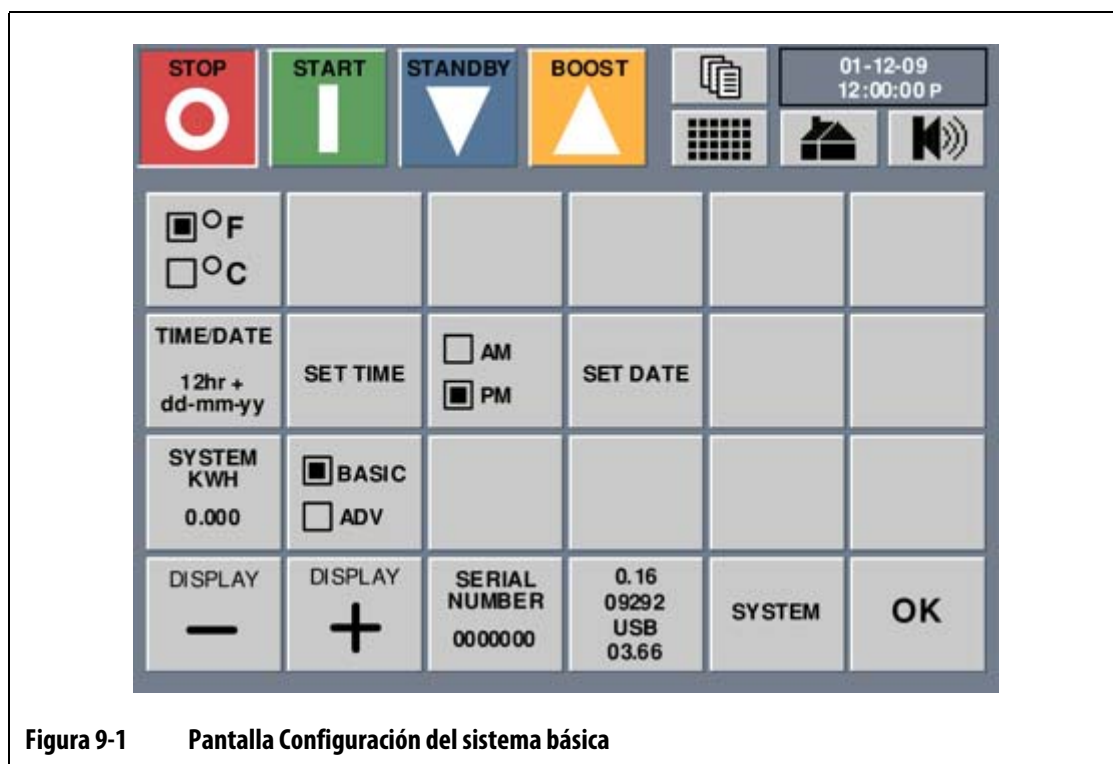 STOP
START
STANDBY
BOOST
01-12-09
12:00:00 P
°F
°C
TIME/DATE
12hr +
dd-mm-yy
SET TIME
AM
PM
SET DATE
SYSTEM
KWH
0.000
BASIC
ADV
DISPLAY
–
DISPLAY
+
SERIAL
NUMBER
0000000
0.16
09292
USB
03.66
SYSTEM
OK
Figura 9-1 Pantalla Configuración del sistema básica